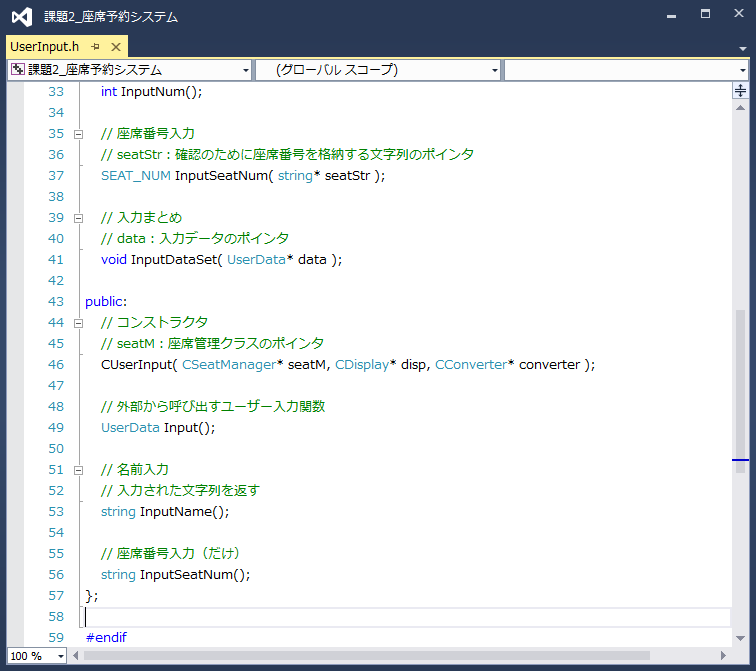 課題2_座席予約システム
UserInput.h
課題2_座席予約システム
(グローバル スコープ)
33 int InputNum();
34
35 // 座席番号入力
36 // seatStr：確認のために座席番号を格納する文字列のポインタ
37 SEAT_NUM InputSeatNum( string* seatStr );
38
39 // 入力まとめ
40 // data：入力データのポインタ
41 void InputDataSet( UserData* data );
42
43 public:
44 // コンストラクタ
45 // seatM：座席管理クラスのポインタ
46 CUserInput( CSeatManager* seatM, CDisplay* disp, CConverter* converter );
47
48 // 外部から呼び出すユーザー入力関数
49 UserData Input();
50
51 // 名前入力
52 // 入力された文字列を返す
53 string InputName();
54
55 // 座席番号入力（だけ）
56 string InputSeatNum();
57 };
58
59 #endif
100 %